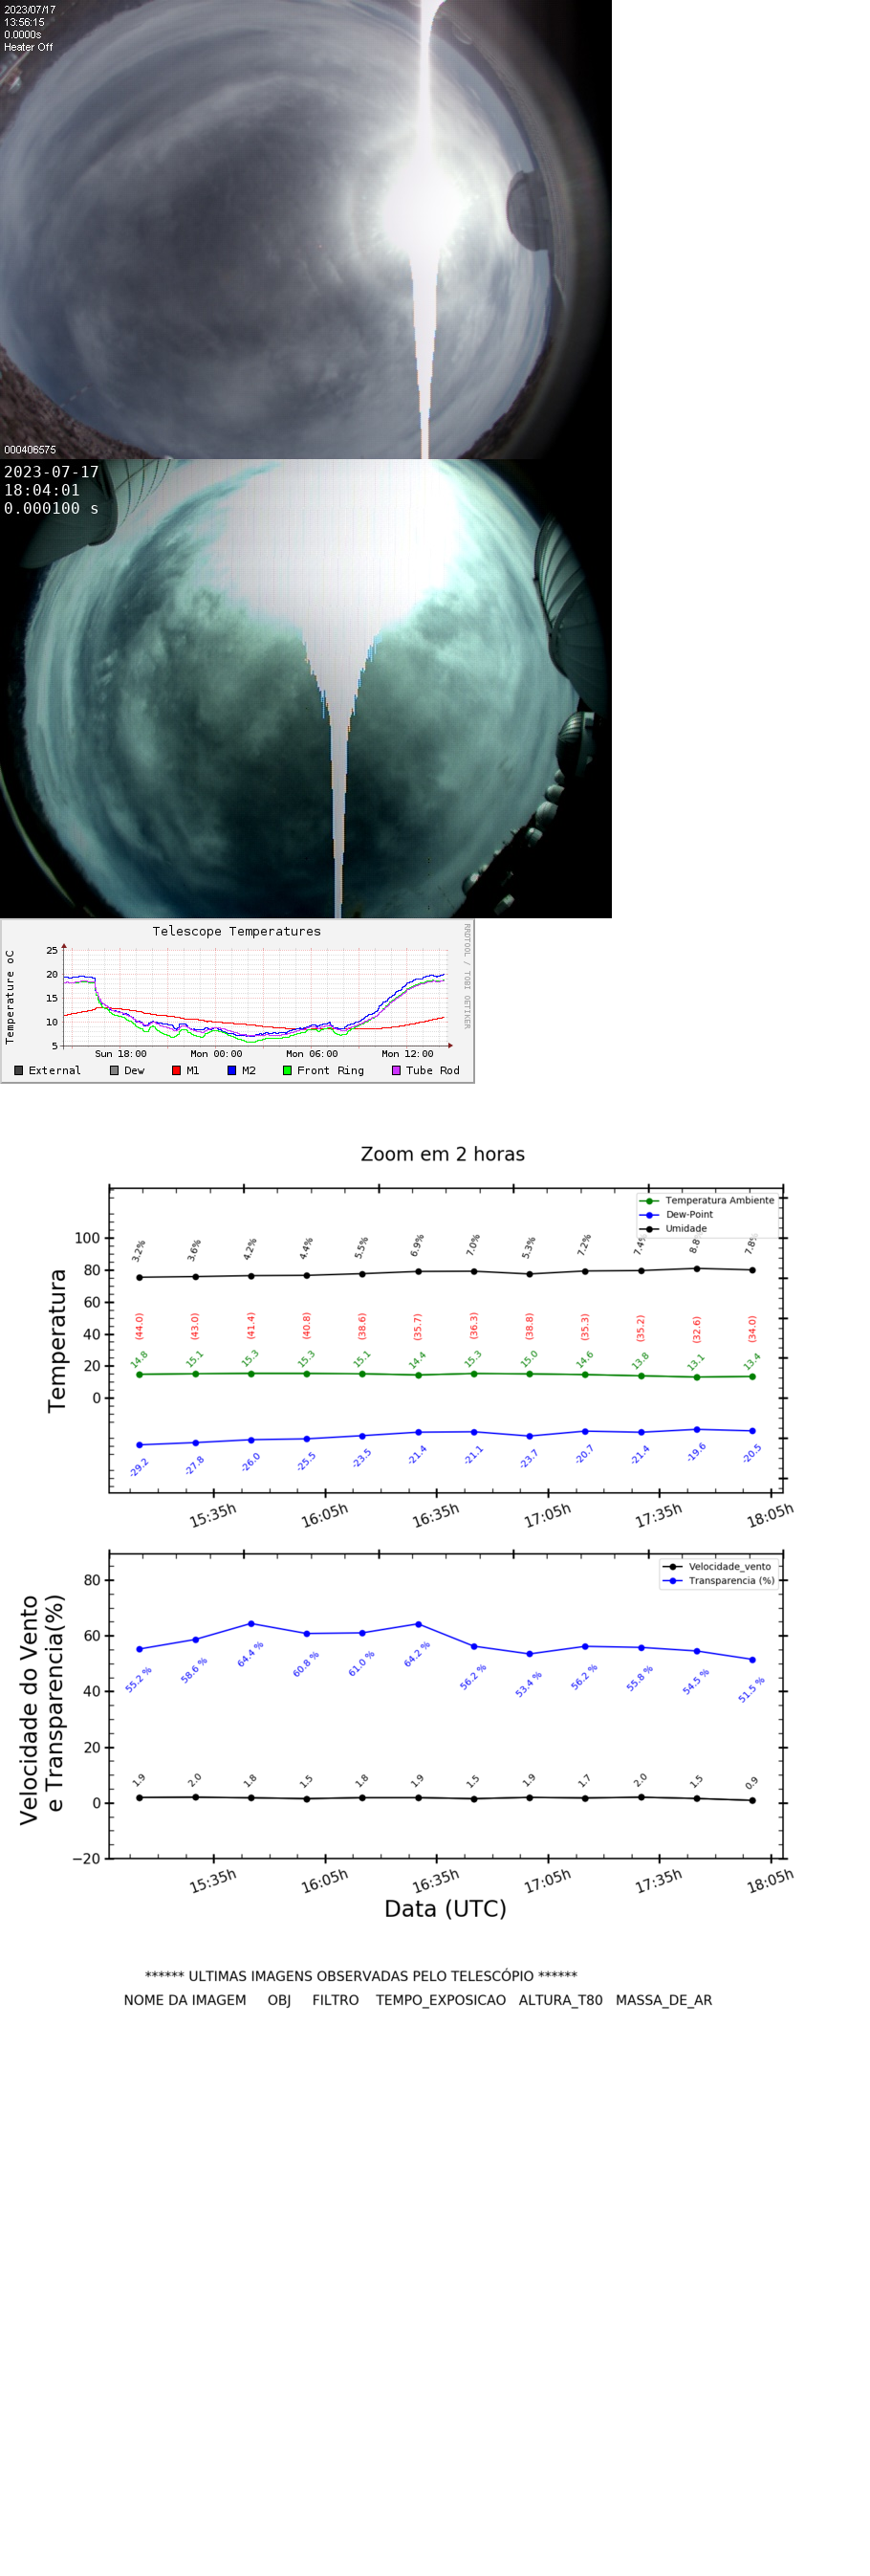 2023/07/17
13:56:15
0.0000s
Heater Off
000406575
2023-07-17
18:04:01
0.000100 s
Telescope Temperatures
RRDTOOL / TOBI OETIKER
Temperature oC
25
20
15
10
5
Sun 18:00 Mon 00:00 Mon 06:00 Mon 12:00
External Dew M1 M2 Front Ring Tube Rod
Zoom em 2 horas
Temperatura Ambiente
Dew-Point
Umidade
Temperatura
100
80
60
40
20
0
3.2% 3.6% 4.2% 4.4% 5.5% 6.9% 7.0% 5.3% 7.2% 7.4% 8.8 7.8%
(44.0) (43.0) (41.4) (40.8) (38.6) (35.7) (36.3) (38.8) (35.3) (35.2) (32.6) (34.0)
14.8 15.1 15.3 15.3 15.1 14.4 15.3 15.0 14.6 13.8 13.1 13.4
-29.2 -27.8 -26.0 -25.5 -23.5 -21.4 -21.1 -23.7 -20.7 -21.4 -19.6 -20.5
15:35h 16:05h 16:35h 17:05h 17:35h 18:05h
Velocidade_vento
Transparencia (%)
Velocidade do Vento
e Transparencia(%)
80
60
40
20
0
−20
55.2 % 58.6 % 64.4 % 60.8 % 61.0 % 64.2 % 56.2 % 53.4 % 56.2 % 55.8 % 54.5 % 51.5 %
1.9 2.0 1.8 1.5 1.8 1.9 1.5 1.9 1.7 2.0 1.5 0.9
15:35h 16:05h 16:35h 17:05h 17:35h 18:05h
Data (UTC)
****** ULTIMAS IMAGENS OBSERVADAS PELO TELESCÓPIO ******
NOME DA IMAGEM OBJ FILTRO TEMPO_EXPOSICAO ALTURA_T80 MASSA_DE_AR